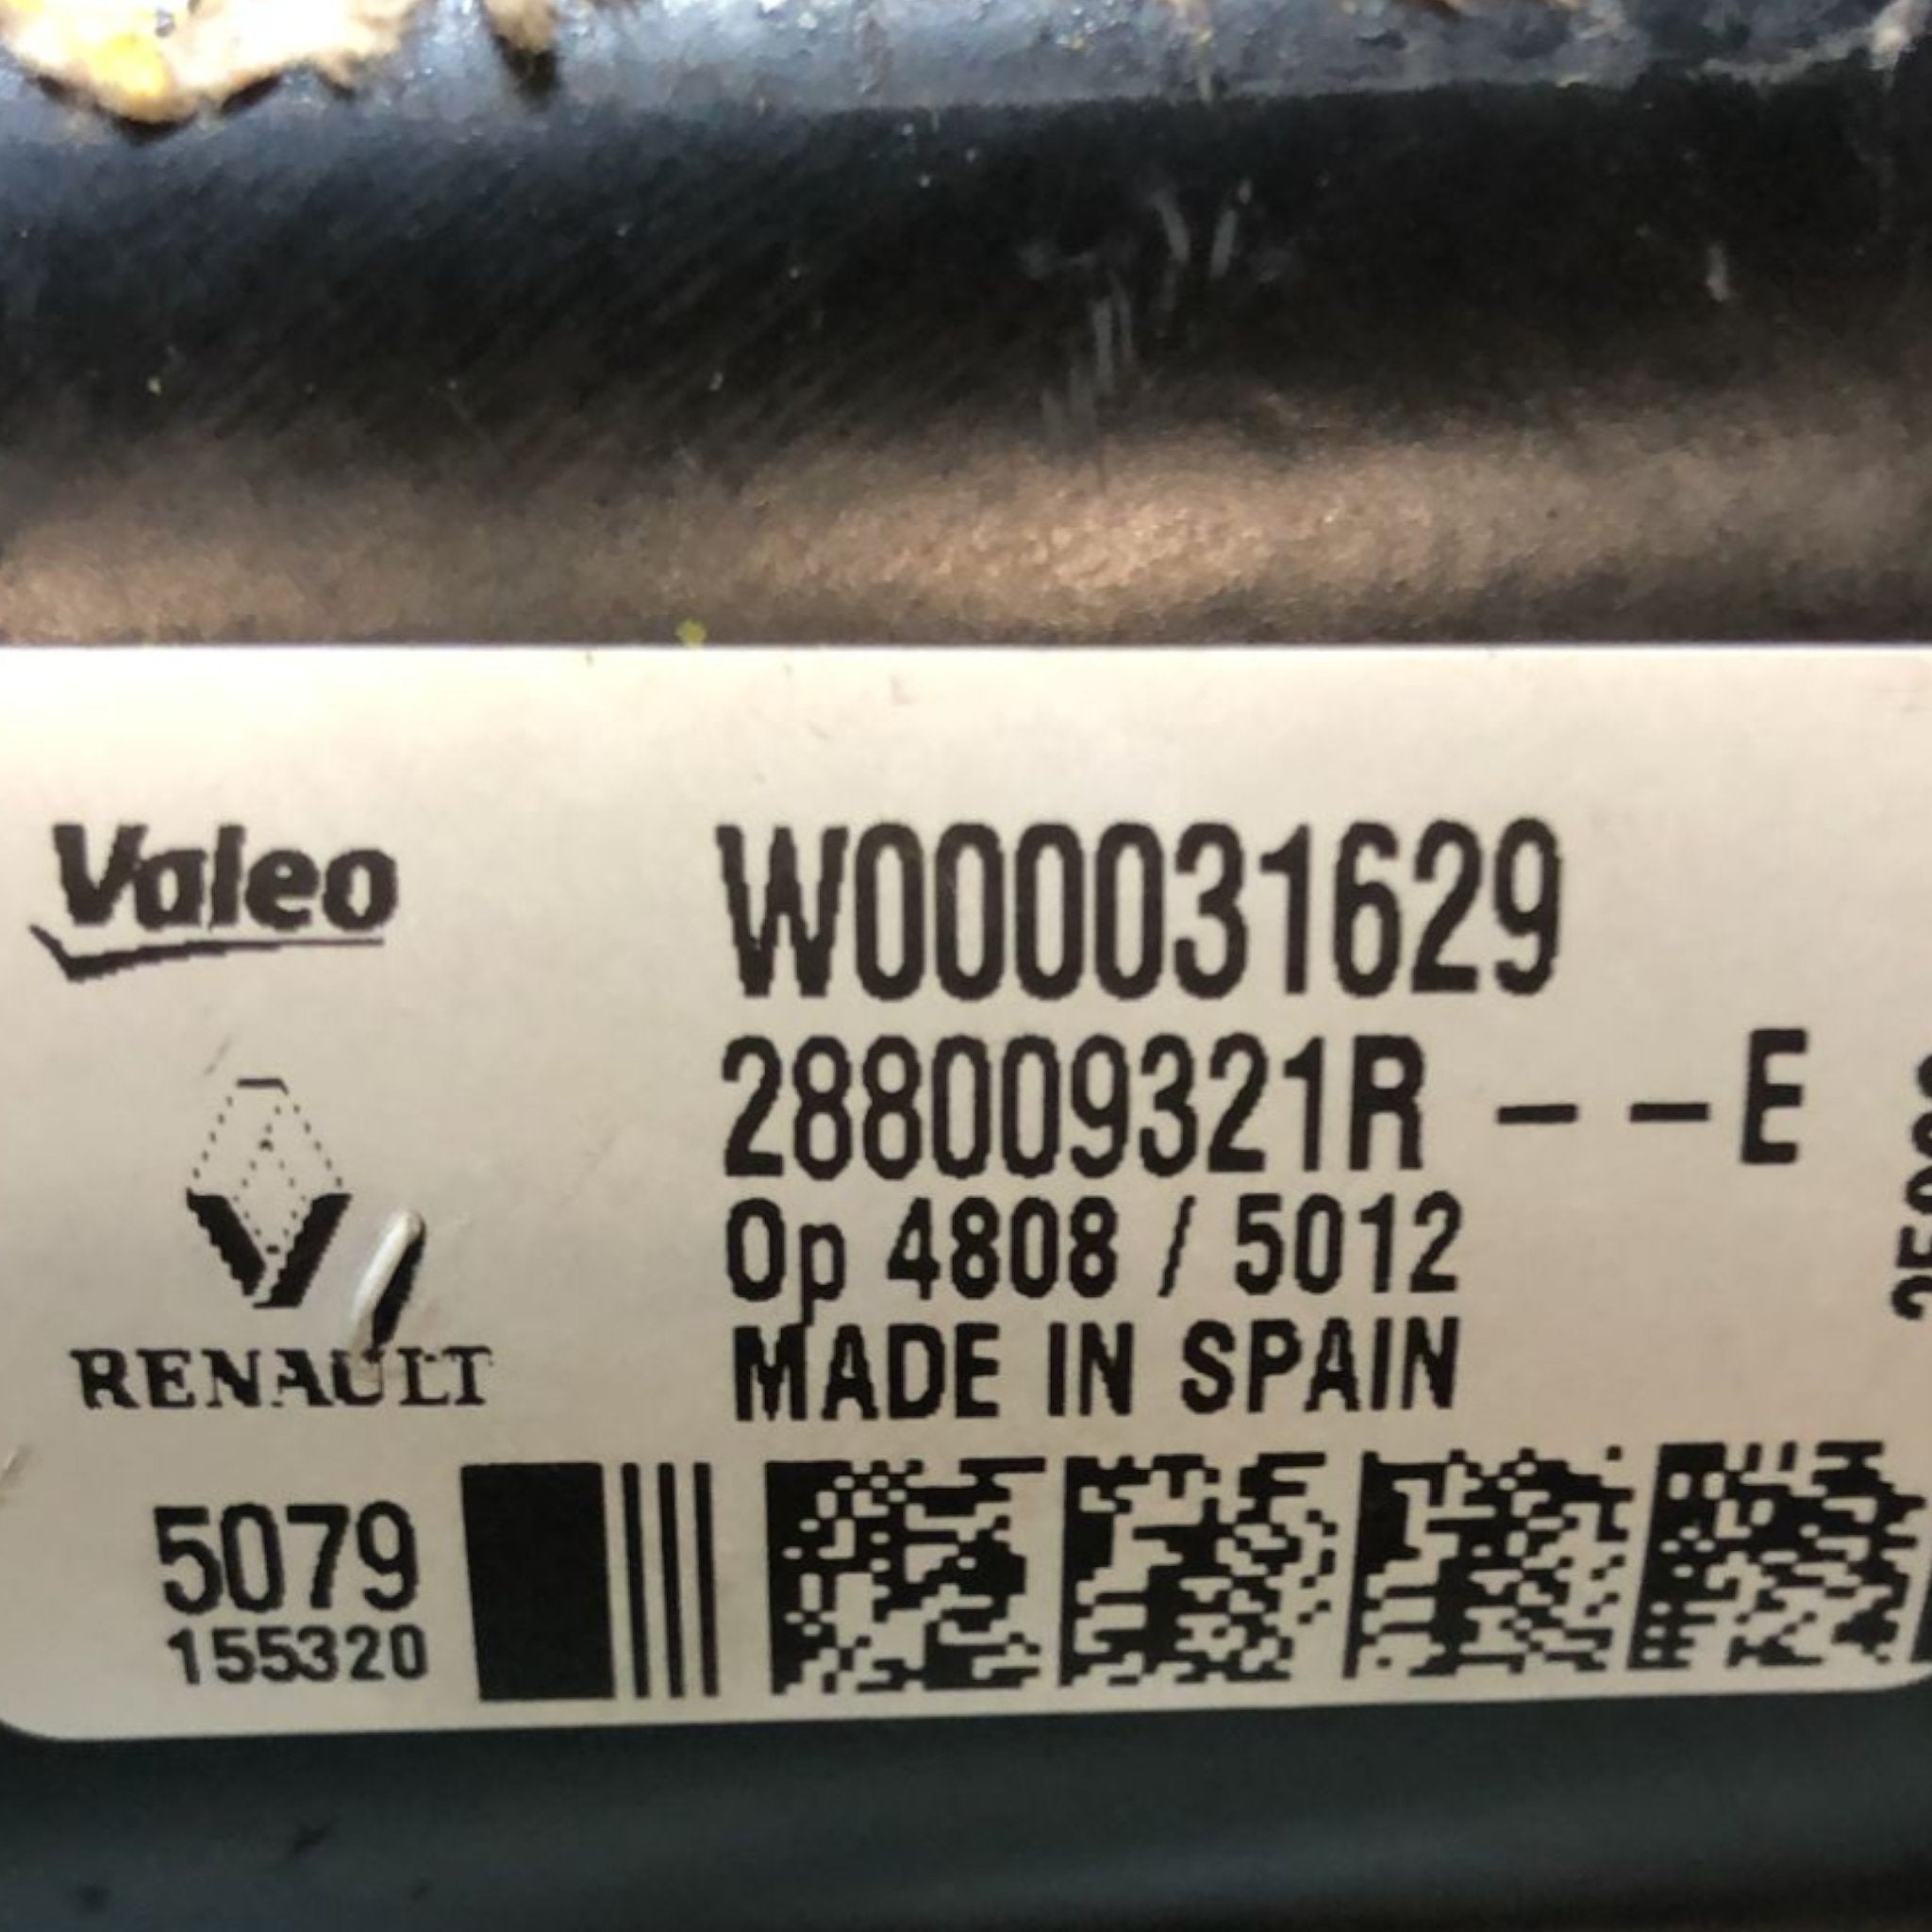 Valeo
W000031629
288009321R - - E
Op 4808 / 5012
MADE IN SPAIN
RENAULT
5079
155320